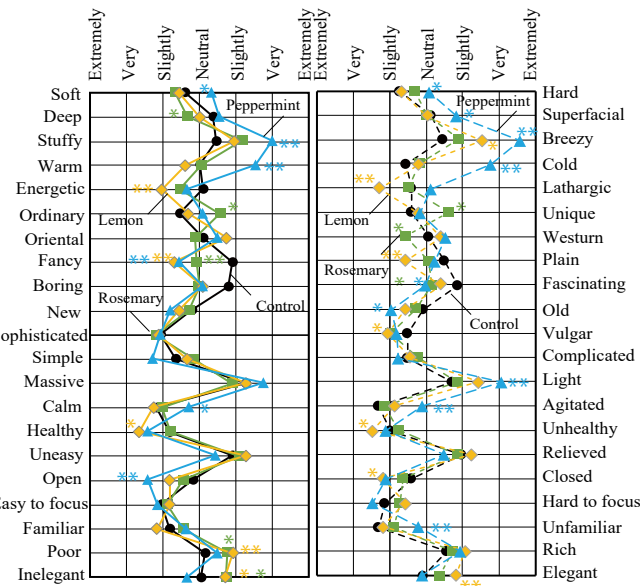 Extremely Very Slightly Neutral Slightly Very Extremely Extremely Very Slightly Neutral Slightly Very Extremely
Soft * * Hard
Deep * Peppermint * Peppermint Superfacial
Stuffy ** ** Breezy
Warm ** ** Cold
Energetic ** ** Lathargic
Ordinary Lemon * Lemon * Unique
Oriental * Westurn
Fancy ** ** ** Rosemary ** Plain
Boring * * Fascinating
New Rosemary Control * Control Old
ophisticated * Vulgar
Simple Complicated
Massive ** Light
Calm * ** Agitated
Healthy * * Unhealthy
Uneasy Relieved
Open ** * Closed
Easy to focus Hard to focus
Familiar ** Unfamiliar
Poor * ** Rich
Inelegant * * ** Elegant